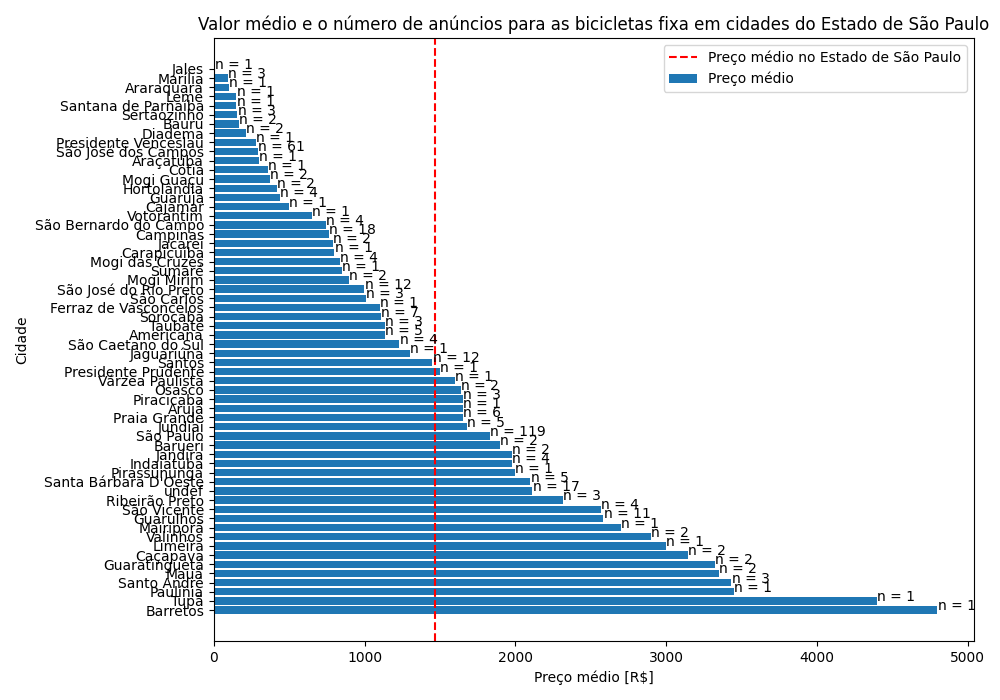 Valor médio e o número de anúncios para as bicicletas fixa em cidades do Estado de São Paulo
Preço médio no Estado de São Paulo
Preço médio
Cidade
Jales n = 1
Marília n = 3
Araraquara n = 1
Leme n = 1
Santana de Parnaíba n = 1
Sertãozinho n = 3
Bauru n = 2
Diadema n = 2
Presidente Venceslau n = 1
São José dos Campos n = 61
Araçatuba n = 1
Cotia n = 1
Mogi Guaçu n = 2
Hortolândia n = 2
Guarujá n = 4
Cajamar n = 1
Votorantim n = 1
São Bernardo do Campo n = 4
Campinas n = 18
Jacareí n = 2
Carapicuíba n = 1
Mogi das Cruzes n = 4
Sumaré n = 1
Mogi Mirim n = 2
São José do Rio Preto n = 12
São Carlos n = 3
Ferraz de Vasconcelos n = 1
Sorocaba n = 7
Taubaté n = 3
Americana n = 5
São Caetano do Sul n = 4
Jaguariúna n = 1
Santos n = 12
Presidente Prudente n = 1
Várzea Paulista n = 1
Osasco n = 2
Piracicaba n = 3
Arujá n = 1
Praia Grande n = 6
Jundiaí n = 5
São Paulo n = 119
Barueri n = 2
Jandira n = 2
Indaiatuba n = 4
Pirassununga n = 1
Santa Bárbara D'Oeste n = 5
undef n = 17
Ribeirão Preto n = 3
São Vicente n = 4
Guarulhos n = 11
Mairiporã n = 1
Valinhos n = 2
Limeira n = 1
Caçapava n = 2
Guaratinguetá n = 2
Mauá n = 2
Santo André n = 3
Paulínia n = 1
Tupã n = 1
Barretos n = 1
0 1000 2000 3000 4000 5000
Preço médio [R$]